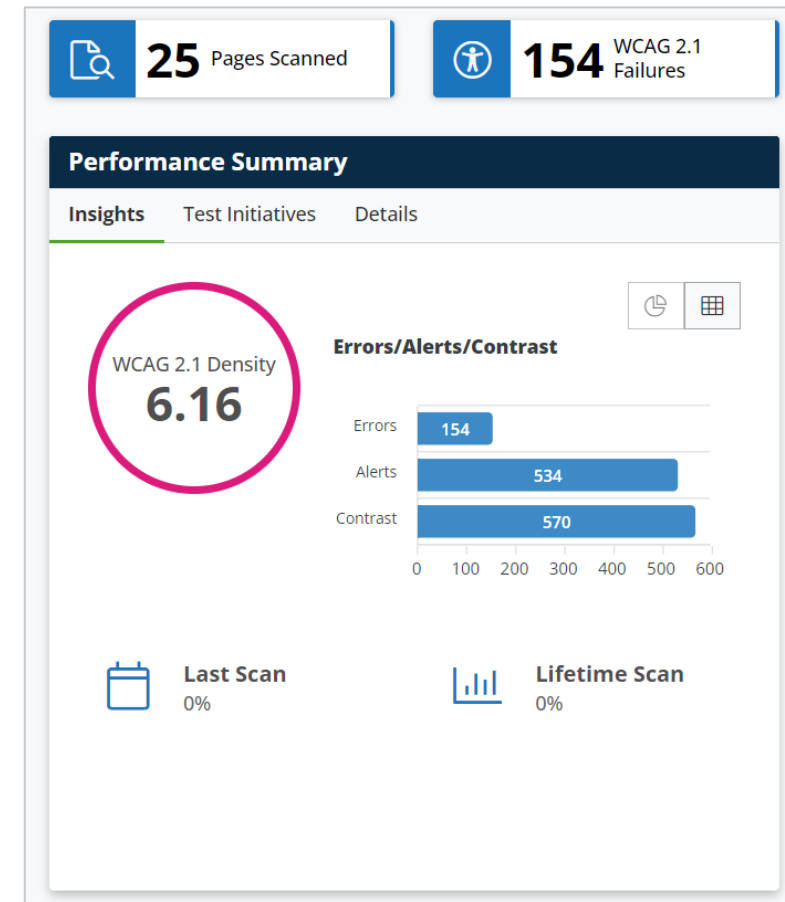 25 Pages Scanned
154 WCAG 2.1
Failures
Performance Summary
Insights Test Initiatives Details
WCAG 2.1 Density
6.16
Errors/Alerts/Contrast
Errors 154
Alerts 534
Contrast 570
0 100 200 300 400 500 600
Last Scan
0%
Lifetime Scan
0%